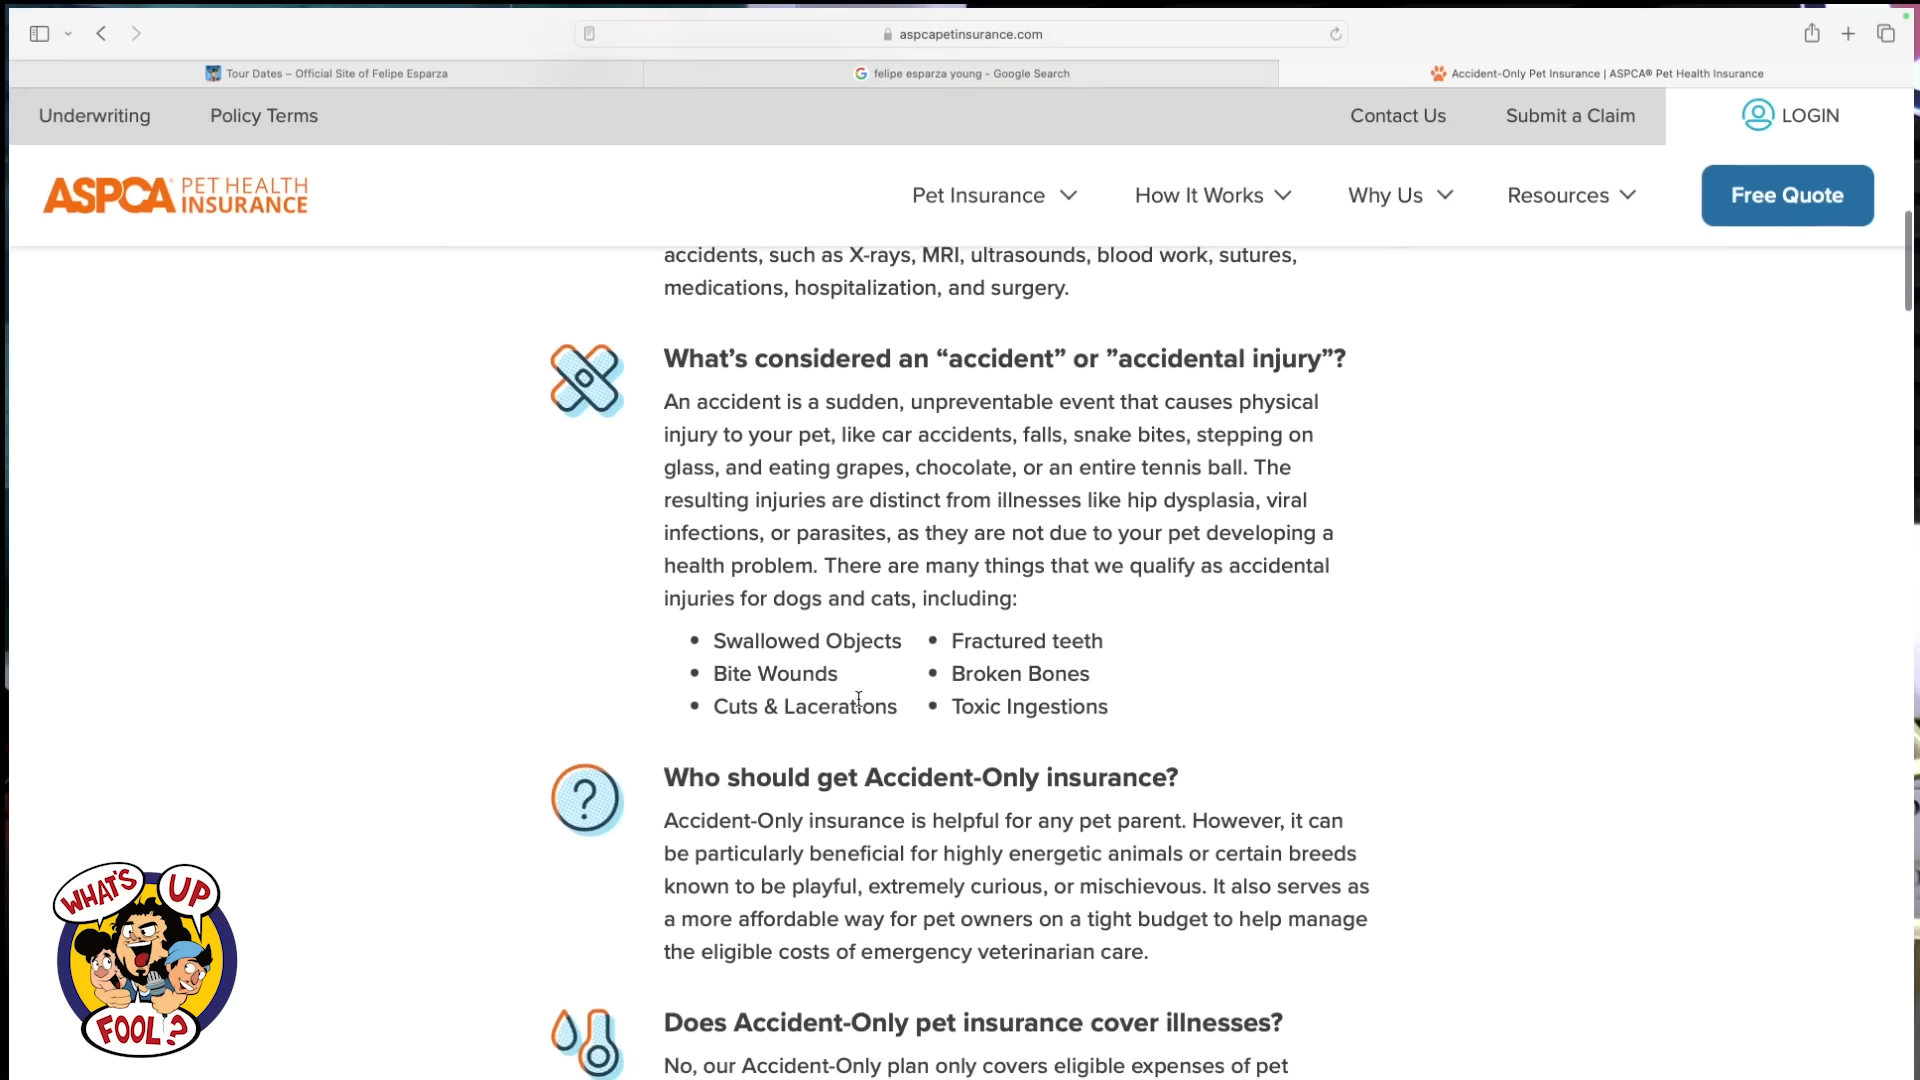 aspcapetinsurance.com
Tour Dates – Official Site of Felipe Esparza
felipe esparza young - Google Search
Accident-Only Pet Insurance | ASPCA® Pet Health Insurance
Underwriting
Policy Terms
Contact Us
Submit a Claim
LOGIN
ASPCA® PET HEALTH
INSURANCE
Pet Insurance
How It Works
Why Us
Resources
Free Quote
accidents, such as X-rays, MRI, ultrasounds, blood work, sutures,
medications, hospitalization, and surgery.
What’s considered an “accident” or ”accidental injury”?
An accident is a sudden, unpreventable event that causes physical
injury to your pet, like car accidents, falls, snake bites, stepping on
glass, and eating grapes, chocolate, or an entire tennis ball. The
resulting injuries are distinct from illnesses like hip dysplasia, viral
infections, or parasites, as they are not due to your pet developing a
health problem. There are many things that we qualify as accidental
injuries for dogs and cats, including:
• Swallowed Objects
• Bite Wounds
• Cuts & Lacerations
• Fractured teeth
• Broken Bones
• Toxic Ingestions
Who should get Accident-Only insurance?
Accident-Only insurance is helpful for any pet parent. However, it can
be particularly beneficial for highly energetic animals or certain breeds
known to be playful, extremely curious, or mischievous. It also serves as
a more affordable way for pet owners on a tight budget to help manage
the eligible costs of emergency veterinarian care.
Does Accident-Only pet insurance cover illnesses?
No, our Accident-Only plan only covers eligible expenses of pet
WHAT'S
UP
FOOL?